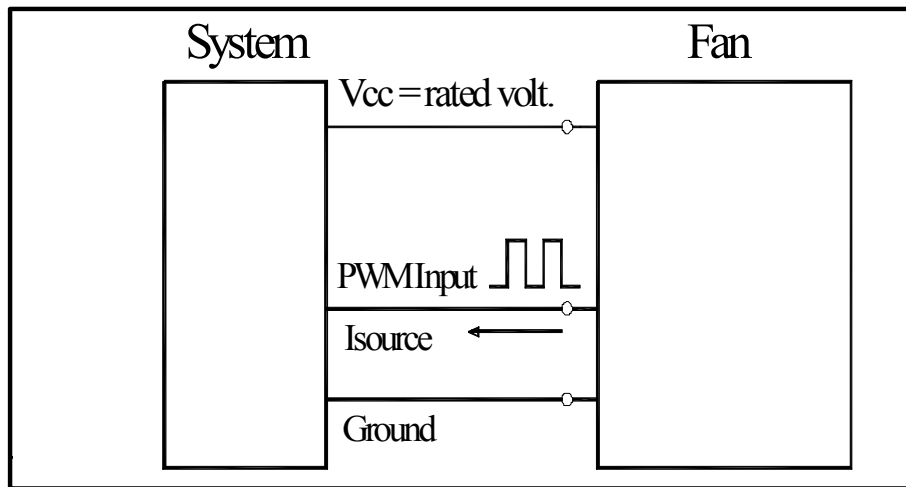 System
Fan
Vcc = rated volt.
PWM Input
Isource
Ground